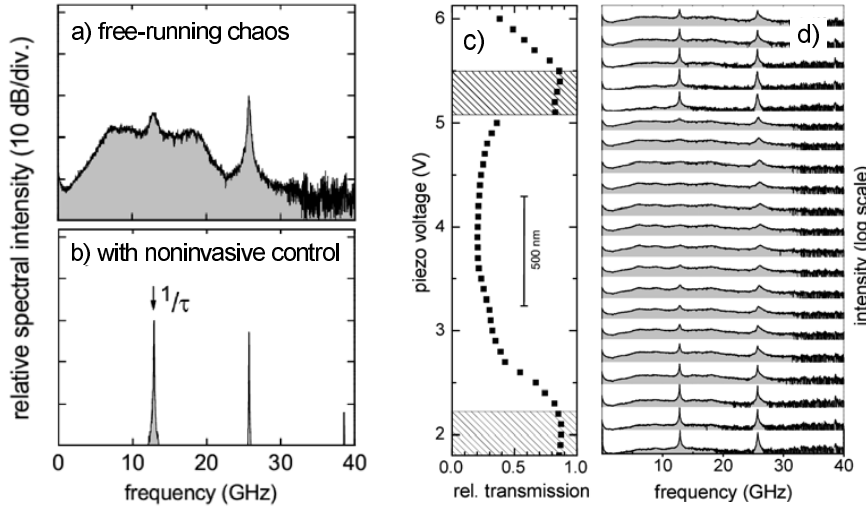 a) free-running chaos
b) with noninvasive control
1/τ
relative spectral intensity (10 dB/div.)
0 10 20 30 40
frequency (GHz)
c)
6
5
4
3
2
piezo voltage (V)
500 nm
0.0 0.5 1.0
rel. transmission
d)
0 10 20 30 40
frequency (GHz)
intensity (log scale)